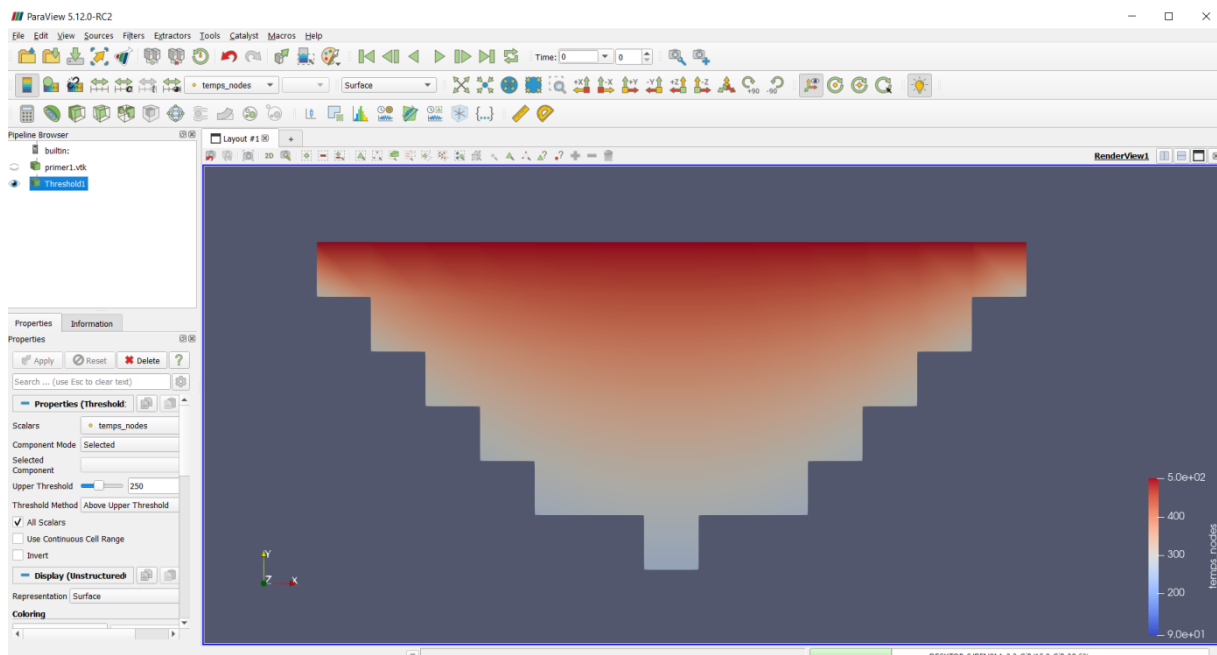 ParaView 5.12.0-RC2
File Edit View Sources Filters Extractors Tools Catalyst Macros Help
Time: 0 0
temps_nodes Surface +X -X +Y -Y +Z -Z +90 -90
Pipeline Browser
Layout #1 +
builtin:
primer1.vtk
Threshold1
2D 3D
RenderView1
Properties Information
Properties
Apply Reset Delete ?
Search ... (use Esc to clear text)
Properties (Threshold:
Scalars temps_nodes
Component Mode Selected
Selected
Component
Upper Threshold 250
Threshold Method Above Upper Threshold
All Scalars
Use Continuous Cell Range
Invert
Display (Unstructured
Representation Surface
Coloring
Y
Z X
5.0e+02
400
300
200
9.0e+01
temps_nodes